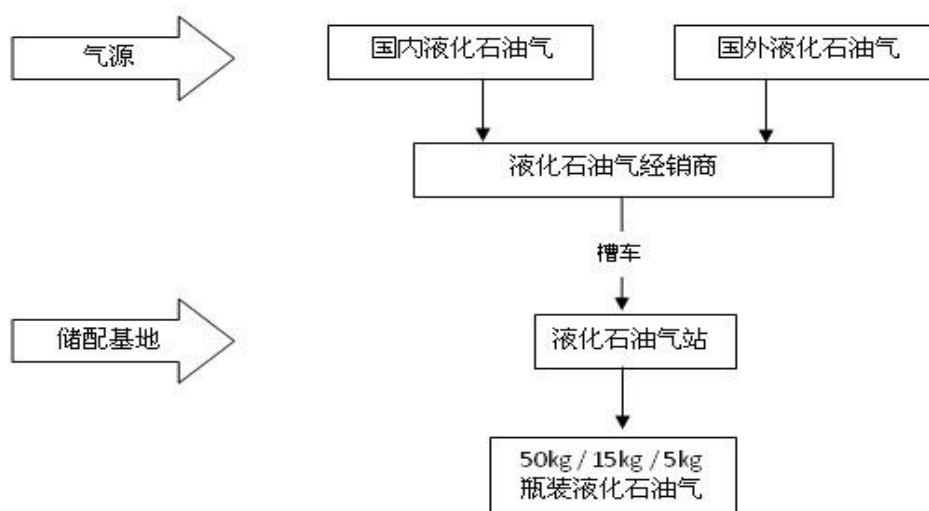 气源
国内液化石油气
国外液化石油气
液化石油气经销商
槽车
储配基地
液化石油气站
50kg / 15kg / 5kg
瓶装液化石油气